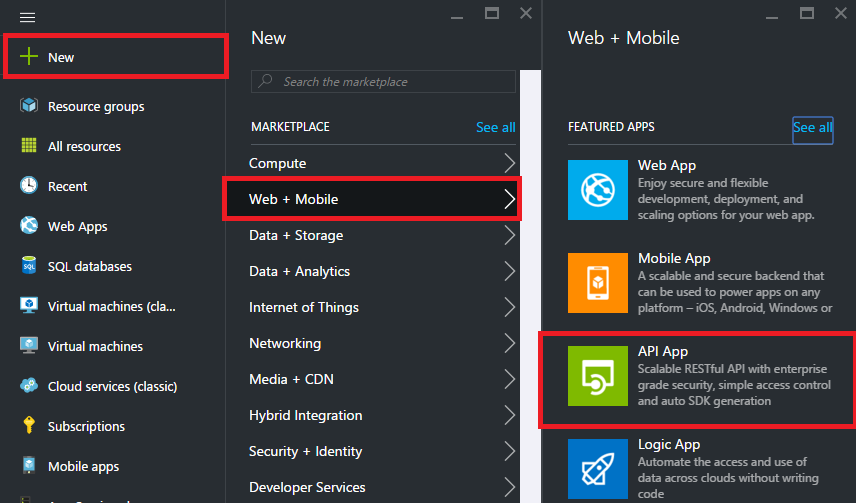 New
Resource groups
All resources
Recent
Web Apps
SQL
SQL databases
Virtual machines (cla...
Virtual machines
Cloud services (classic)
Subscriptions
Mobile apps
New
Search the marketplace
MARKETPLACE
See all
Compute
Web + Mobile
Data + Storage
Data + Analytics
Internet of Things
Networking
Media + CDN
Hybrid Integration
Security + Identity
Developer Services
Web + Mobile
FEATURED APPS
See all
Web App
Enjoy secure and flexible
development, deployment, and
scaling options for your web app.
Mobile App
A scalable and secure backend that
can be used to power apps on any
platform – iOS, Android, Windows or
API App
Scalable RESTful API with enterprise
grade security, simple access control
and auto SDK generation
Logic App
Automate the access and use of
data across clouds without writing
code